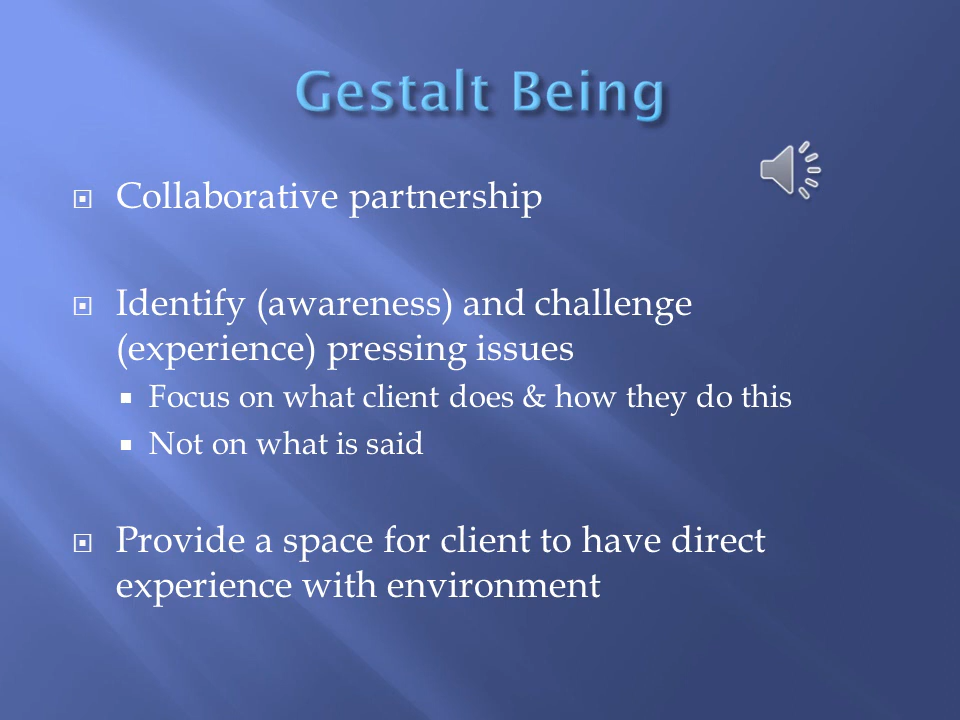 Gestalt Being
Collaborative partnership
Identify (awareness) and challenge
(experience) pressing issues
Focus on what client does & how they do this
Not on what is said
Provide a space for client to have direct
experience with environment